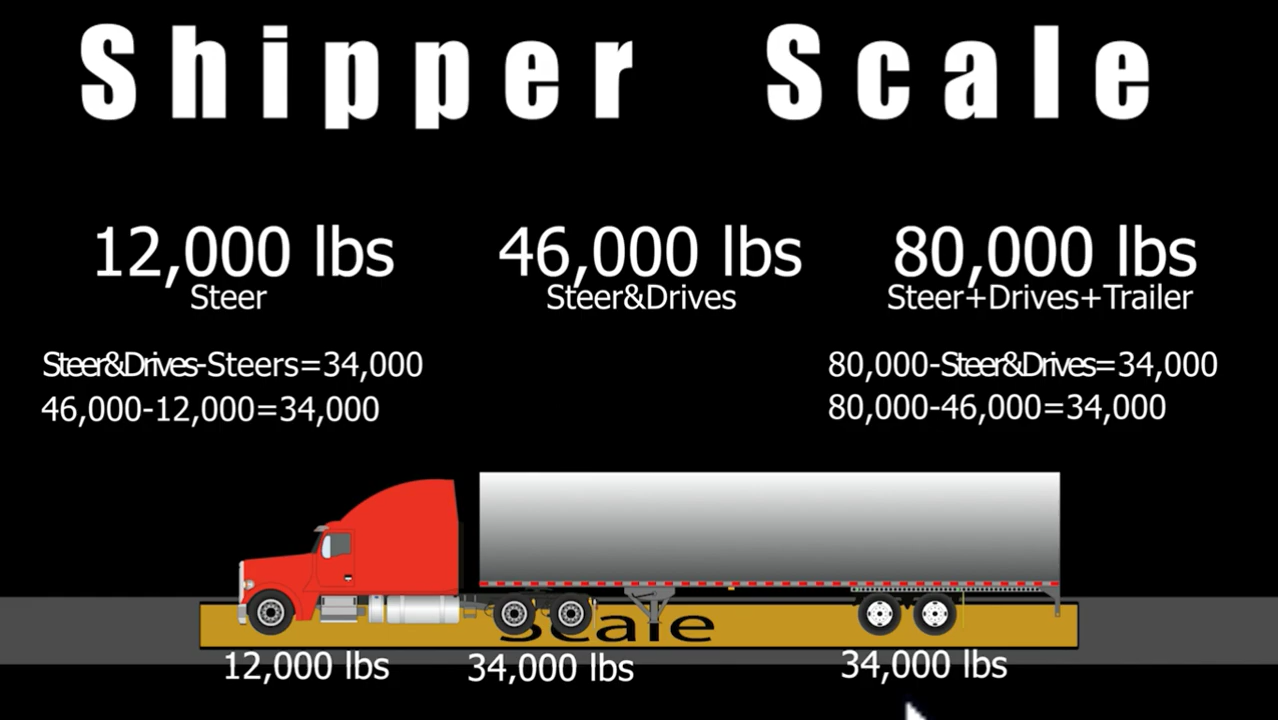 Shipper Scale
12,000 lbs
Steer
46,000 lbs
Steer&Drives
80,000 lbs
Steer+Drives+Trailer
Steer&Drives-Steers=34,000
46,000-12,000=34,000
80,000-Steer&Drives=34,000
80,000-46,000=34,000
Scale
12,000 lbs
34,000 lbs
34,000 lbs